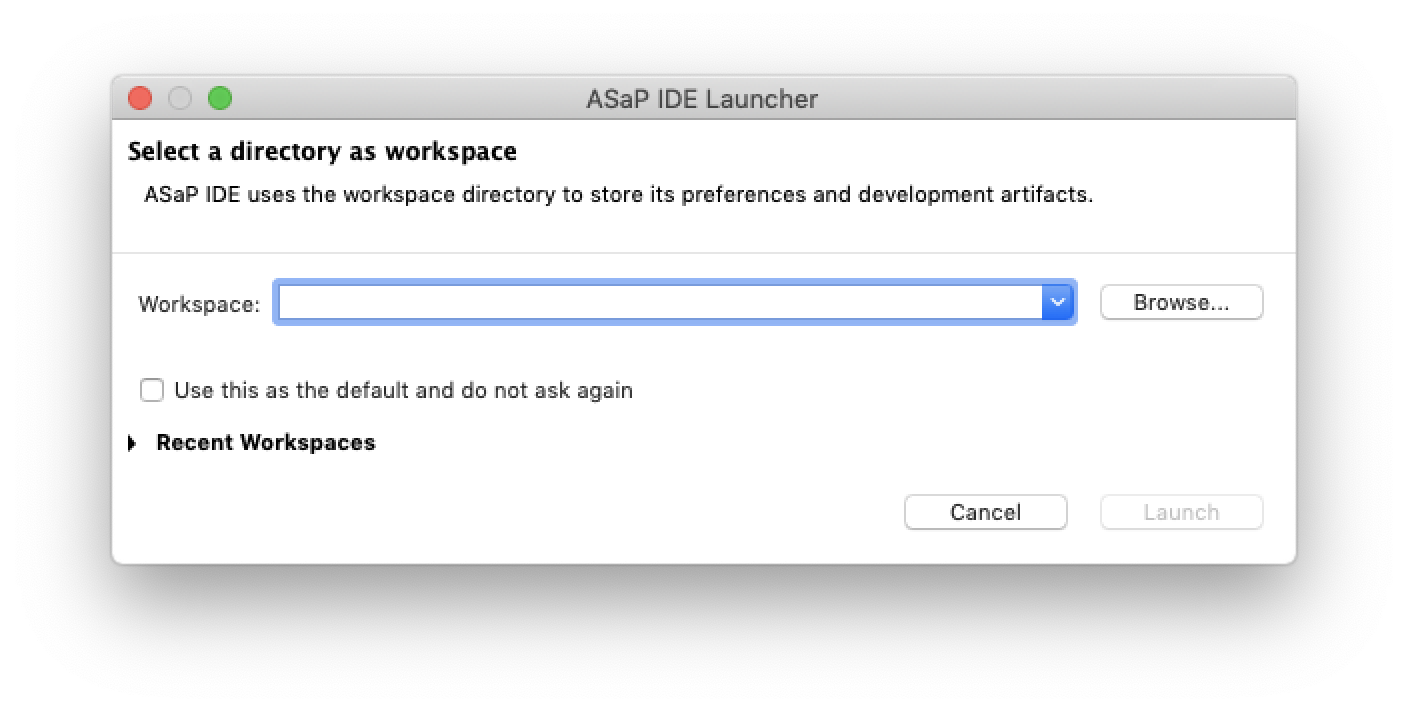 ASaP IDE Launcher
Select a directory as workspace
ASaP IDE uses the workspace directory to store its preferences and development artifacts.
Workspace:
Browse...
Use this as the default and do not ask again
Recent Workspaces
Cancel
Launch